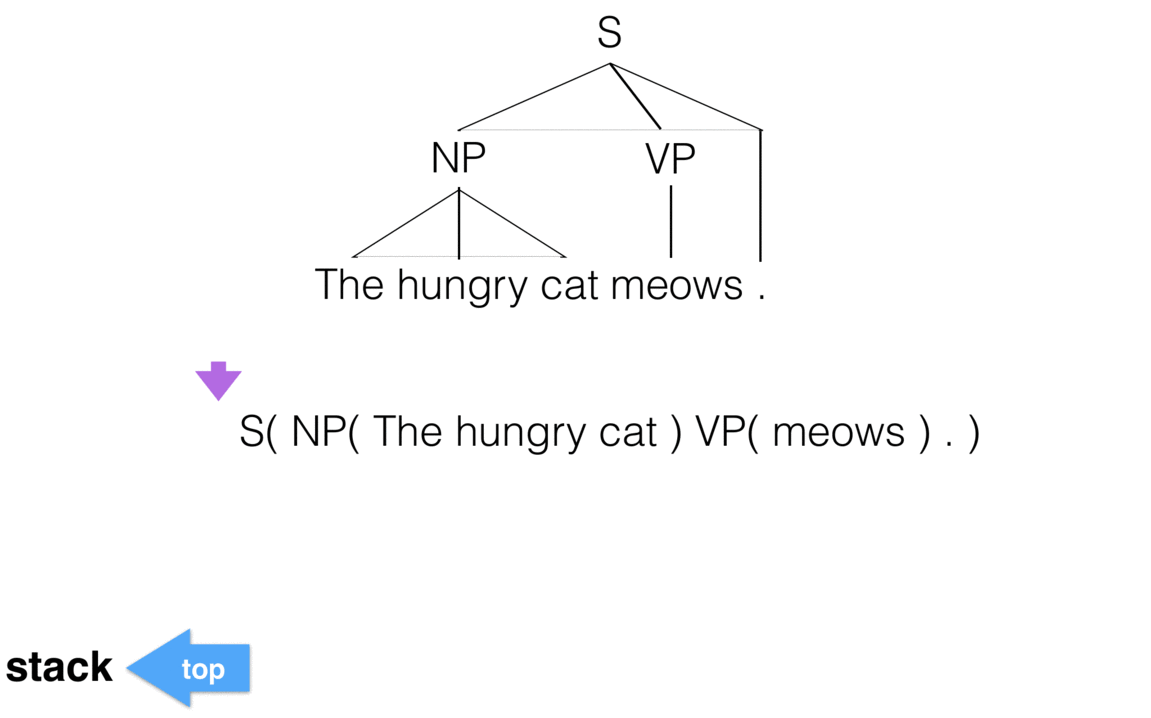 S
NP VP
The hungry cat meows .
S( NP( The hungry cat ) VP( meows ) . )
stack top